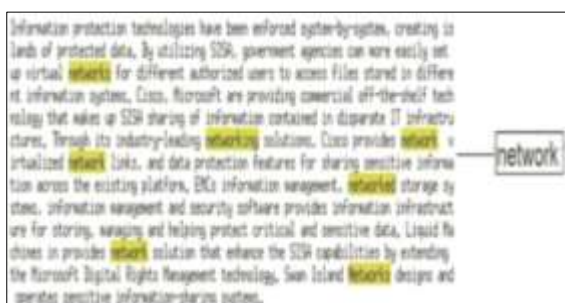 Information protection technologies have been enforced system-by-system, creating is
lands of protected data. By utilizing SISA, government agencies can more easily set
up virtual networks for different authorized users to access files stored in differe
nt information systems. Cisco, Microsoft are providing commercial off-the-shelf tech
nology that makes up SISA sharing of information contained in disparate IT infrastru
ctures. Through its industry-leading networking solutions, Cisco provides network v
irtualized network links, and data protection features for sharing sensitive informa
tion across the existing platform. EMCs information management, networked storage sy
stems, information management and security software provides information infrastruct
ure for storing, managing and helping protect critical and sensitive data. Liquid Ma
chines in provides network solution that enhance the SISA capabilities by extending
the Microsoft Digital Rights Management technology. Swan Island Networks designs and
operates sensitive information-sharing systems.
network